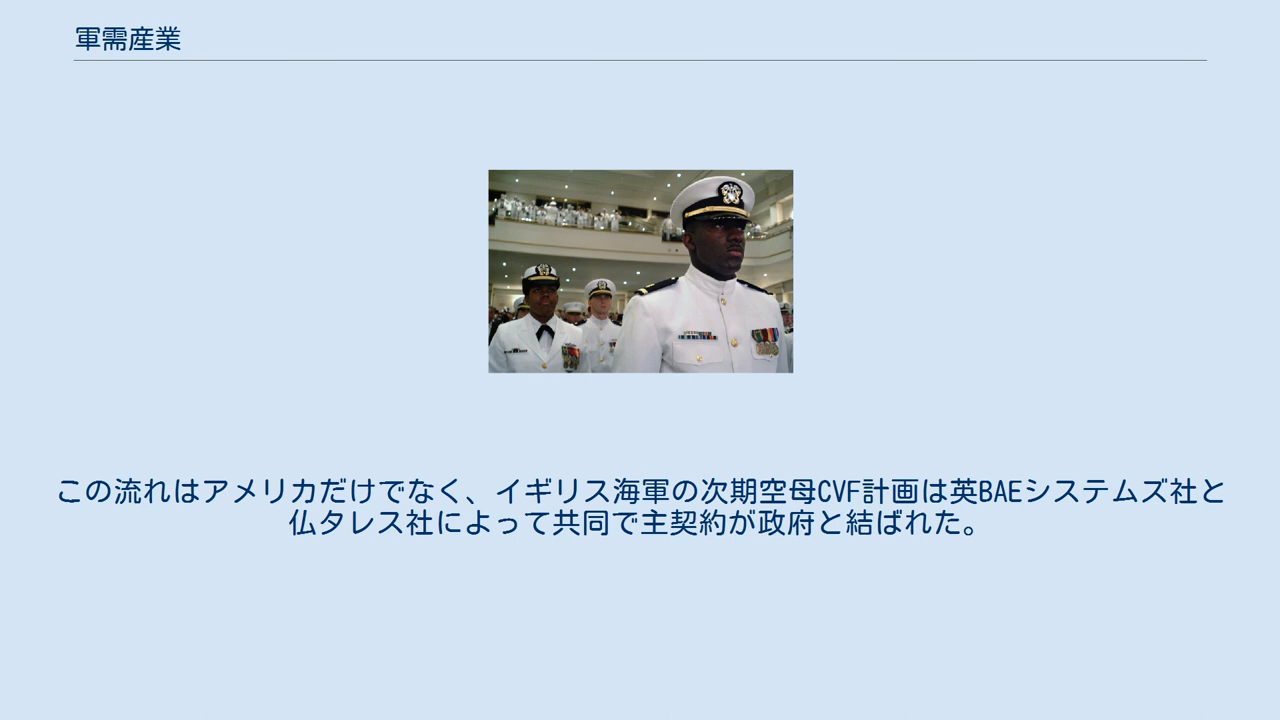 軍需産業
この流れはアメリカだけでなく、イギリス海軍の次期空母CVF計画は英BAEシステムズ社と
仏タレス社によって共同で主契約が政府と結ばれた。